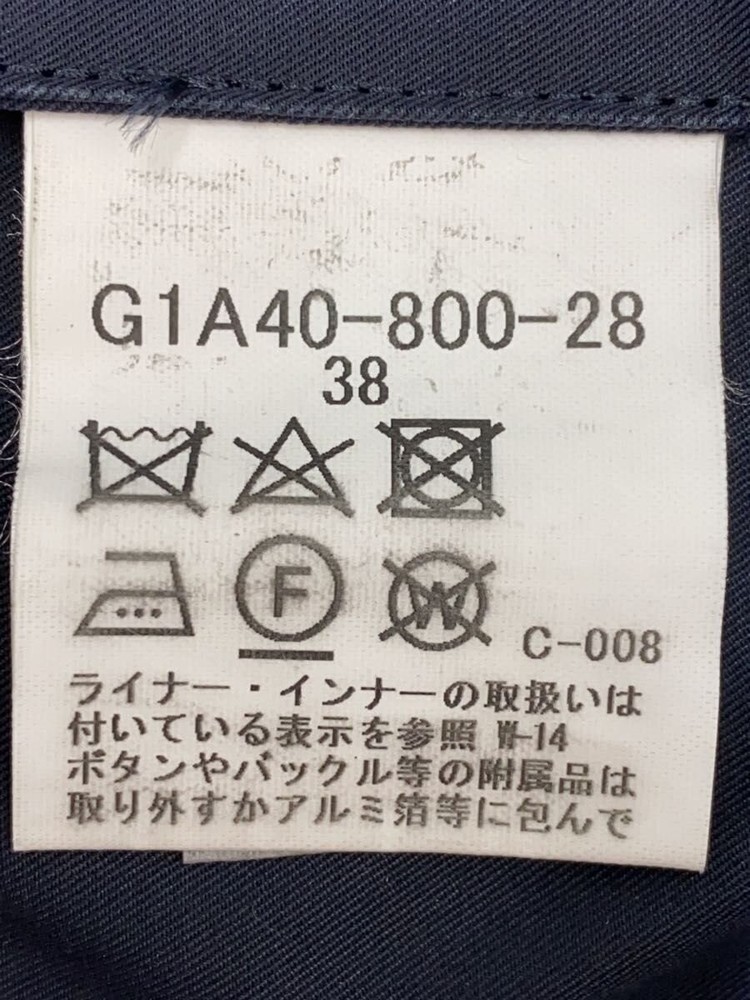 G1A40-800-28
38
F
W
C-008
ライナー・インナーの取扱いは
付いている表示を参照 W-14
ボタンやバックル等の附属品は
取り外すかアルミ箔等に包んで